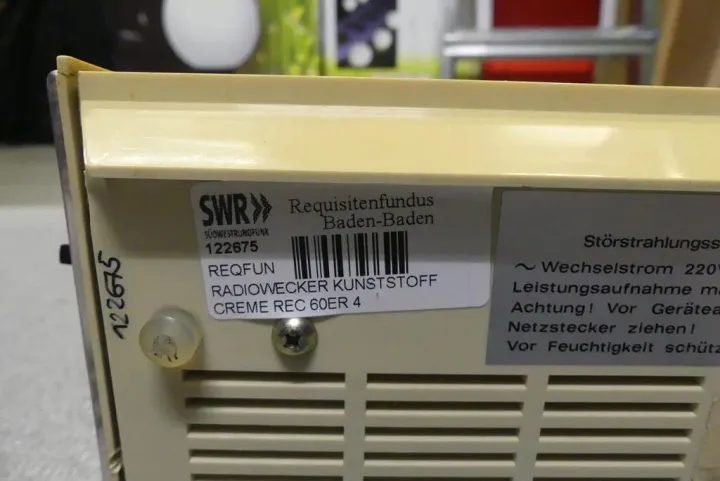 SWR»
SÜDWESTRUNDFUNK
Requisitenfundus
Baden-Baden
122675
REQFUN
RADIOWECKER KUNSTSTOFF
CREME REC 60ER 4
122675
Störstrahlungss
~ Wechselstrom 220V
Leistungsaufnahme ma
Achtung! Vor Gerätea
Netzstecker ziehen!
Vor Feuchtigkeit schütz